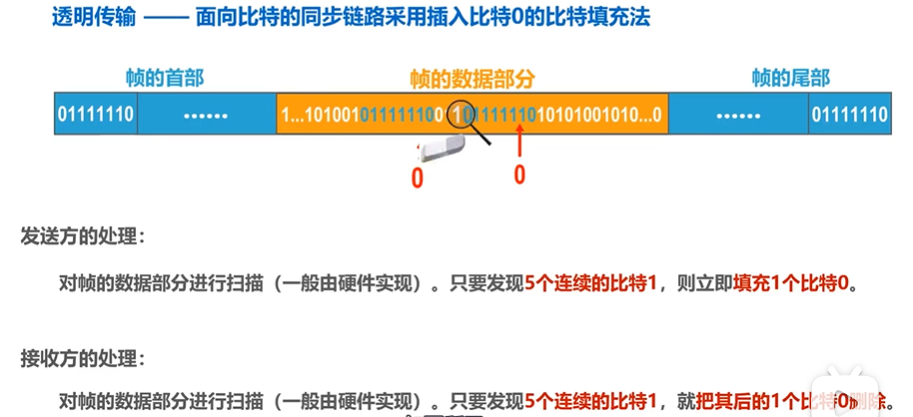 透明传输 —— 面向比特的同步链路采用插入比特0的比特填充法
帧的首部 帧的数据部分 帧的尾部
01111110 …… 1...101001011111100 10111111010101001010...0 …… 01111110
0 0
发送方的处理：
对帧的数据部分进行扫描（一般由硬件实现）。只要发现5个连续的比特1，则立即填充1个比特0。
接收方的处理：
对帧的数据部分进行扫描（一般由硬件实现）。只要发现5个连续的比特1，就把其后的1个比特0删除。